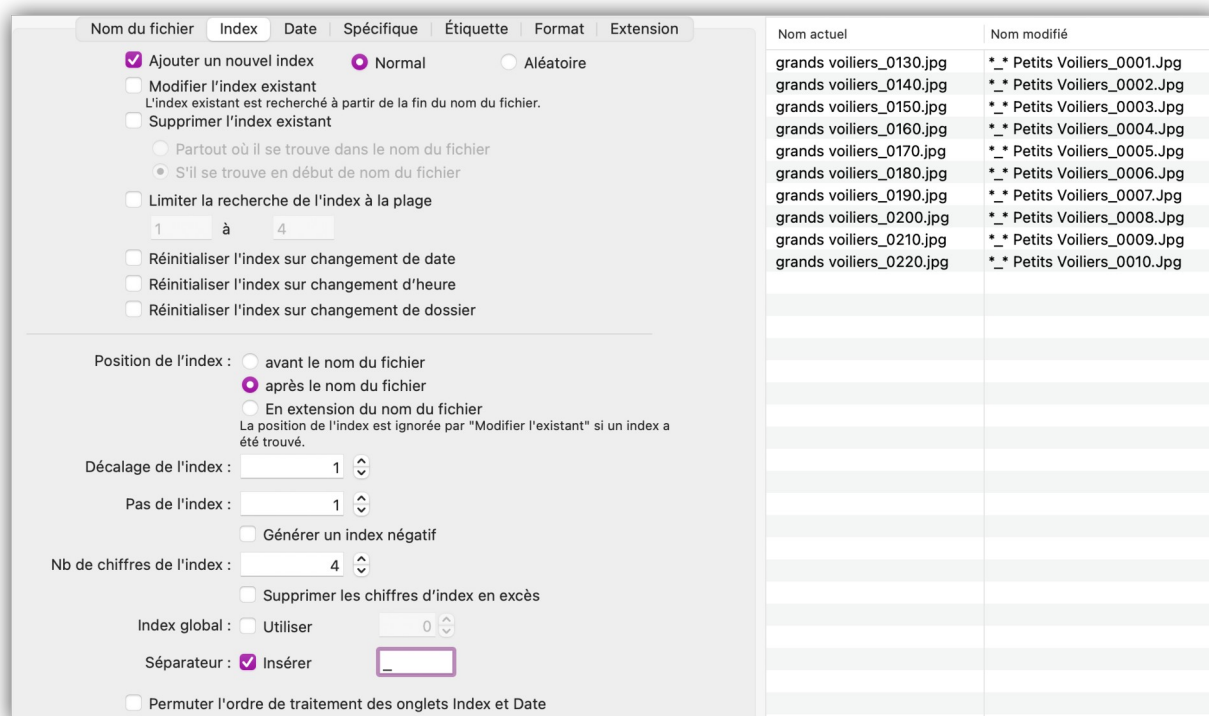 Nom du fichier Index Date Spécifique Étiquette Format Extension
Ajouter un nouvel index Normal Aléatoire
Modifier l’index existant
L'index existant est recherché à partir de la fin du nom du fichier.
Supprimer l’index existant
Partout où il se trouve dans le nom du fichier
S'il se trouve en début de nom du fichier
Limiter la recherche de l'index à la plage
1 à 4
Réinitialiser l'index sur changement de date
Réinitialiser l'index sur changement d’heure
Réinitialiser l'index sur changement de dossier
Position de l’index : avant le nom du fichier
après le nom du fichier
En extension du nom du fichier
La position de l'index est ignorée par "Modifier l'existant" si un index a
été trouvé.
Décalage de l'index : 1
Pas de l'index : 1
Générer un index négatif
Nb de chiffres de l'index : 4
Supprimer les chiffres d’index en excès
Index global : Utiliser 0
Séparateur : Insérer _
Permuter l'ordre de traitement des onglets Index et Date
Nom actuel Nom modifié
grands voiliers_0130.jpg *_* Petits Voiliers_0001.Jpg
grands voiliers_0140.jpg *_* Petits Voiliers_0002.Jpg
grands voiliers_0150.jpg *_* Petits Voiliers_0003.Jpg
grands voiliers_0160.jpg *_* Petits Voiliers_0004.Jpg
grands voiliers_0170.jpg *_* Petits Voiliers_0005.Jpg
grands voiliers_0180.jpg *_* Petits Voiliers_0006.Jpg
grands voiliers_0190.jpg *_* Petits Voiliers_0007.Jpg
grands voiliers_0200.jpg *_* Petits Voiliers_0008.Jpg
grands voiliers_0210.jpg *_* Petits Voiliers_0009.Jpg
grands voiliers_0220.jpg *_* Petits Voiliers_0010.Jpg